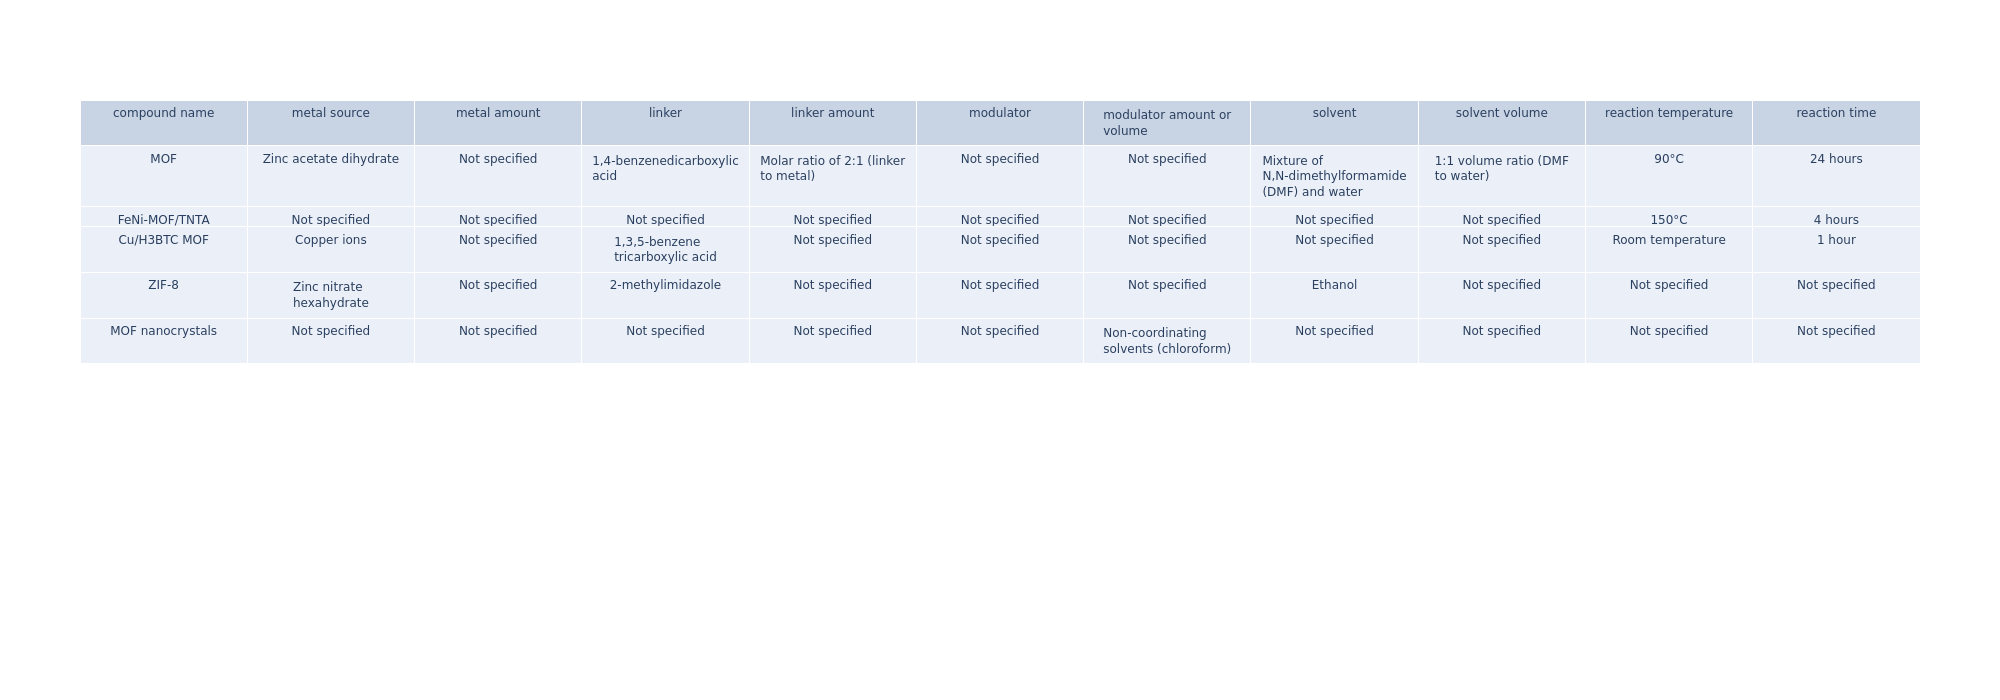 compound name metal source metal amount linker linker amount modulator modulator amount or volume solvent solvent volume reaction temperature reaction time
MOF Zinc acetate dihydrate Not specified 1,4-benzenedicarboxylic acid Molar ratio of 2:1 (linker to metal) Not specified Not specified Mixture of N,N-dimethylformamide (DMF) and water 1:1 volume ratio (DMF to water) 90°C 24 hours
FeNi-MOF/TNTA Not specified Not specified Not specified Not specified Not specified Not specified Not specified Not specified 150°C 4 hours
Cu/H3BTC MOF Copper ions Not specified 1,3,5-benzene tricarboxylic acid Not specified Not specified Not specified Not specified Not specified Room temperature 1 hour
ZIF-8 Zinc nitrate hexahydrate Not specified 2-methylimidazole Not specified Not specified Not specified Ethanol Not specified Not specified Not specified
MOF nanocrystals Not specified Not specified Not specified Not specified Not specified Non-coordinating solvents (chloroform) Not specified Not specified Not specified Not specified